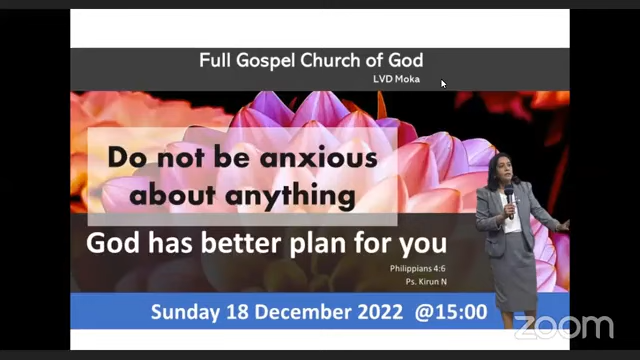 Full Gospel Church of God
LVD Moka
Do not be anxious
about anything
God has better plan for you
Philippians 4:6
Ps. Kirun N
Sunday 18 December 2022 @15:00
zoom